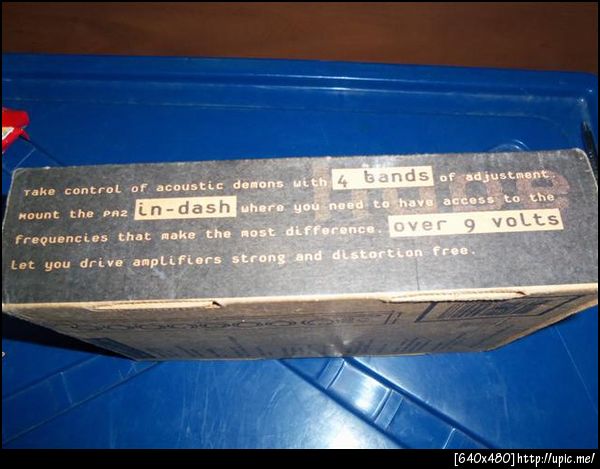 Take control of acoustic demons with 4 bands of adjustment.
Mount the PA2 in-dash where you need to have access to the
frequencies that make the most difference. over 9 volts
let you drive amplifiers strong and distortion free.
[640x480]http://upic.me/